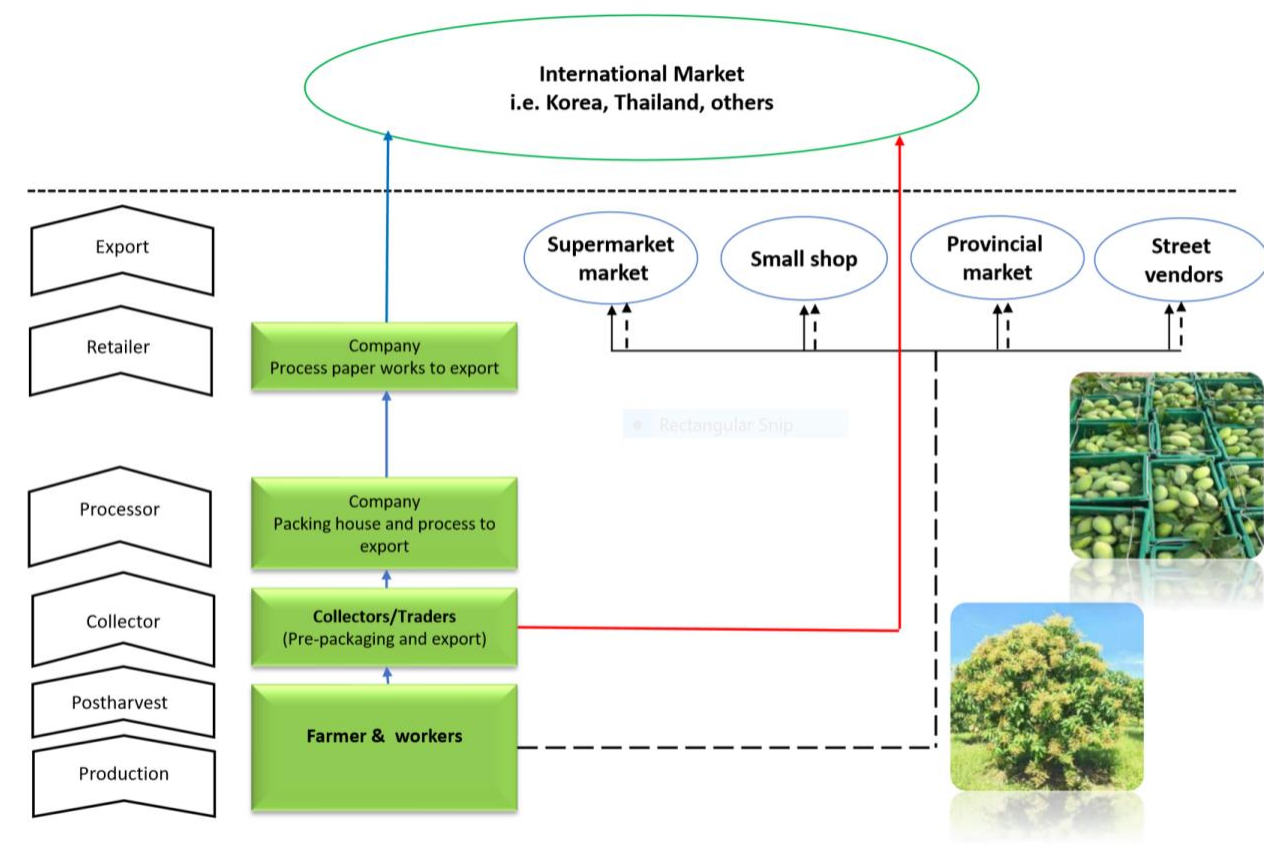 International Market
i.e. Korea, Thailand, others
Export
Supermarket
market
Small shop
Provincial
market
Street
vendors
Retailer
Company
Process paper works to export
Rectangular Snip
Processor
Company
Packing house and process to
export
Collector
Collectors/Traders
(Pre-packaging and export)
Postharvest
Farmer & workers
Production